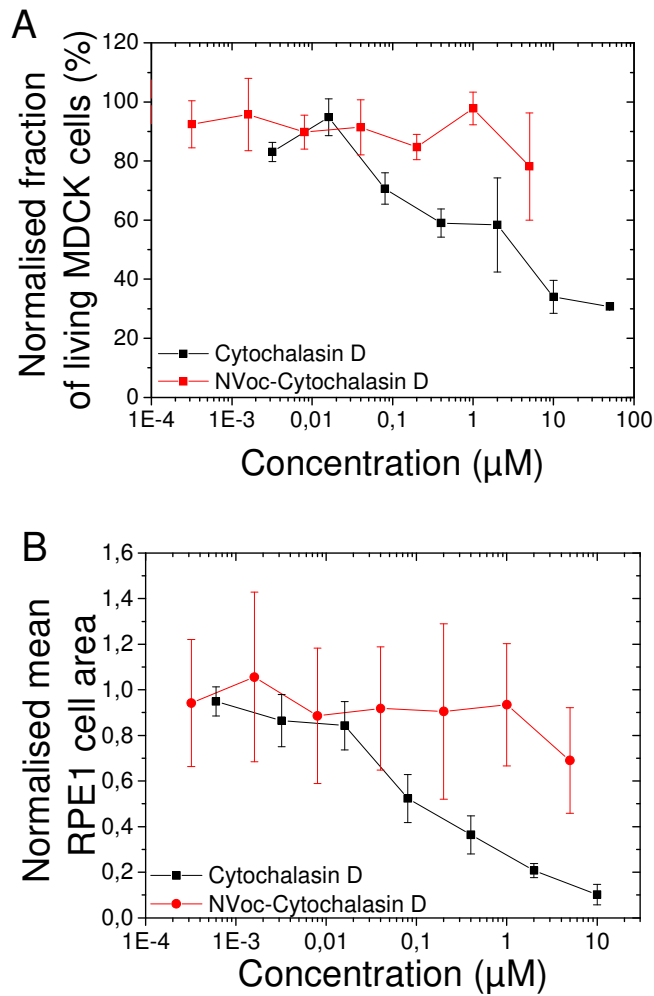 A
Normalised fraction
of living MDCK cells (%)
120
100
80
60
40
20
0
Cytochalasin D
NVoc-Cytochalasin D
1E-4 1E-3 0,01 0,1 1 10 100
Concentration (µM)
B
Normalised mean
RPE1 cell area
1,6
1,4
1,2
1,0
0,8
0,6
0,4
0,2
0,0
Cytochalasin D
NVoc-Cytochalasin D
1E-4 1E-3 0,01 0,1 1 10
Concentration (µM)